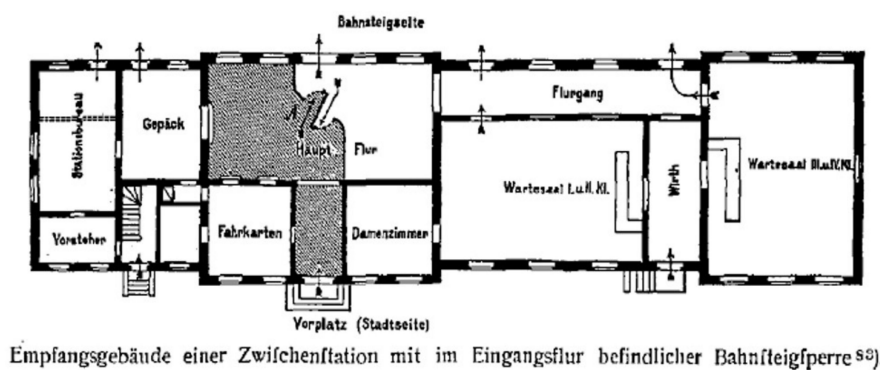 Bahnsteigseite
Stationsbureau
Gepäck
Haupt Flur
Flurgang
Wartesaal I.u.II.Kl.
Wirth
Wartesaal III.u.IV.Kl.
Vorsteher
Fahrkarten
Damenzimmer
Vorplatz (Stadtseite)
Empfangsgebäude einer Zwiſchenſtation mit im Eingangsflur befindlicher Bahnſteigſperre ⁸³)